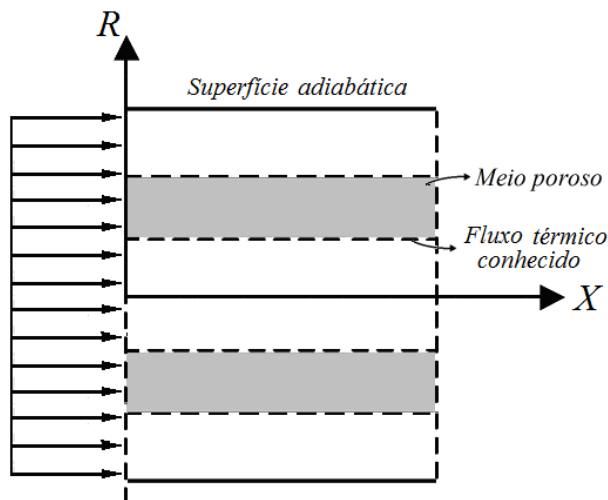 R
Superfície adiabática
Meio poroso
Fluxo térmico
conhecido
X